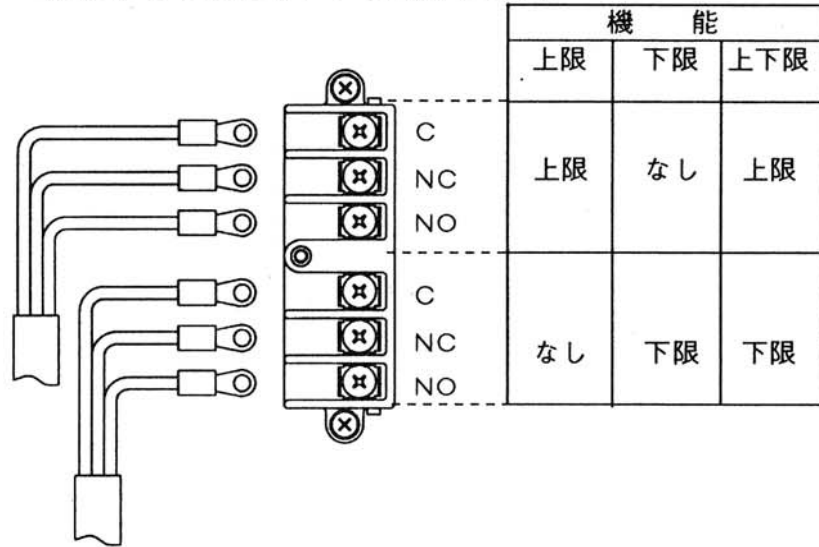 機 能
上限 下限 上下限
C
NC 上限 なし 上限
NO
C
NC なし 下限 下限
NO